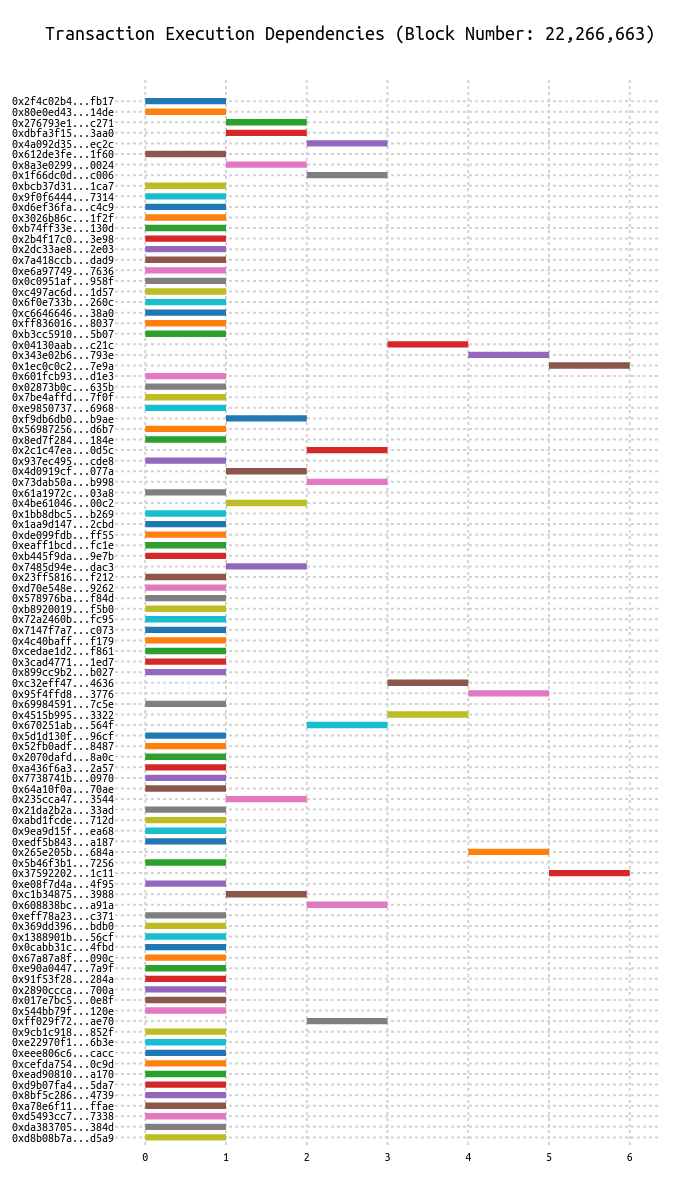 Transaction Execution Dependencies (Block Number: 22,266,663)
0x2f4c02b4...fb17
0x80e0ed43...14de
0x276793e1...c271
0xdbfa3f15...3aa0
0x4a092d35...ec2c
0x612de3fe...1f60
0x8a3e0299...0024
0x1f66dc0d...c006
0xbcb37d31...1ca7
0x9f0f6444...7314
0xd6ef36fa...c4c9
0x3026b86c...1f2f
0xb74ff33e...130d
0x2b4f17c0...3e98
0x2dc33ae8...2e03
0x7a418ccb...dad9
0xe6a97749...7636
0x0c0951af...958f
0xc497ac6d...1d57
0x6f0e733b...260c
0xc6646646...38a0
0xff836016...8037
0xb3cc5910...5b07
0x04130aab...c21c
0x343e02b6...793e
0x1ec0c0c2...7e9a
0x601fcb93...d1e3
0x02873b0c...635b
0x7be4affd...7f0f
0xe9850737...6968
0xf9db6db0...b9ae
0x56987256...d6b7
0x8ed7f284...184e
0x2c1c47ea...0d5c
0x937ec495...cde8
0x4d0919cf...077a
0x73dab50a...b998
0x61a1972c...03a8
0x4be61046...00c2
0x1bb8dbc5...b269
0x1aa9d147...2cbd
0xde099fdb...ff55
0xeaff1bcd...fc1e
0xb445f9da...9e7b
0x7485d94e...dac3
0x23ff5816...f212
0xd70e548e...9262
0x578976ba...f84d
0xb8920019...f5b0
0x72a2460b...fc95
0x7147f7a7...c073
0x4c40baff...f179
0xcedae1d2...f861
0x3cad4771...1ed7
0x899cc9b2...b027
0xc32eff47...4636
0x95f4ffd8...3776
0x69984591...7c5e
0x4515b995...3322
0x670251ab...564f
0x5d1d130f...96cf
0x52fb0adf...8487
0x2070dafd...8a0c
0xa436f6a3...2a57
0x7738741b...0970
0x64a10f0a...70ae
0x235cca47...3544
0x21da2b2a...33ad
0xabd1fcde...712d
0x9ea9d15f...ea68
0xedf5b843...a187
0x265e205b...684a
0x5b46f3b1...7256
0x37592202...1c11
0xe08f7d4a...4f95
0xc1b34875...3988
0x608838bc...a91a
0xeff78a23...c371
0x369dd396...bdb0
0x1388901b...56cf
0x0cabb31c...4fbd
0x67a87a8f...090c
0xe90a0447...7a9f
0x91f53f28...284a
0x2890ccca...700a
0x017e7bc5...0e8f
0x544bb79f...120e
0xff029f72...ae70
0x9cb1c918...852f
0xe22970f1...6b3e
0xeee806c6...cacc
0xcefda754...0c9d
0xead90810...a170
0xd9b07fa4...5da7
0x8bf5c286...4739
0xa78e6f11...ffae
0xd5493cc7...7338
0xda383705...384d
0xd8b08b7a...d5a9
0 1 2 3 4 5 6